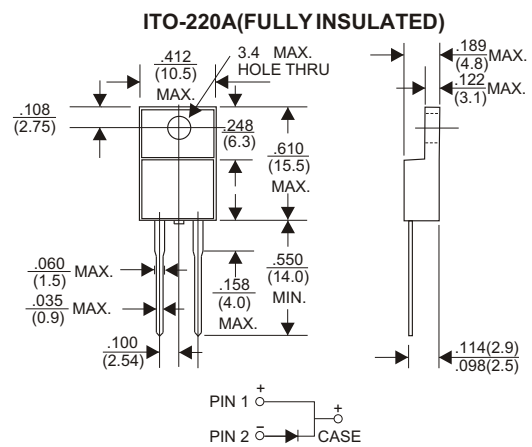 ITO-220A(FULLY INSULATED)
.412
(10.5)
MAX.
3.4 MAX.
HOLE THRU
.189
(4.8)
MAX.
.122
(3.1)
MAX.
.108
(2.75)
.248
(6.3)
.610
(15.5)
MAX.
.060
(1.5)
MAX.
.158
(4.0)
MAX.
.550
(14.0)
MIN.
.035
(0.9)
MAX.
.100
(2.54)
.114(2.9)
.098(2.5)
+
PIN 1
+
CASE
−
PIN 2